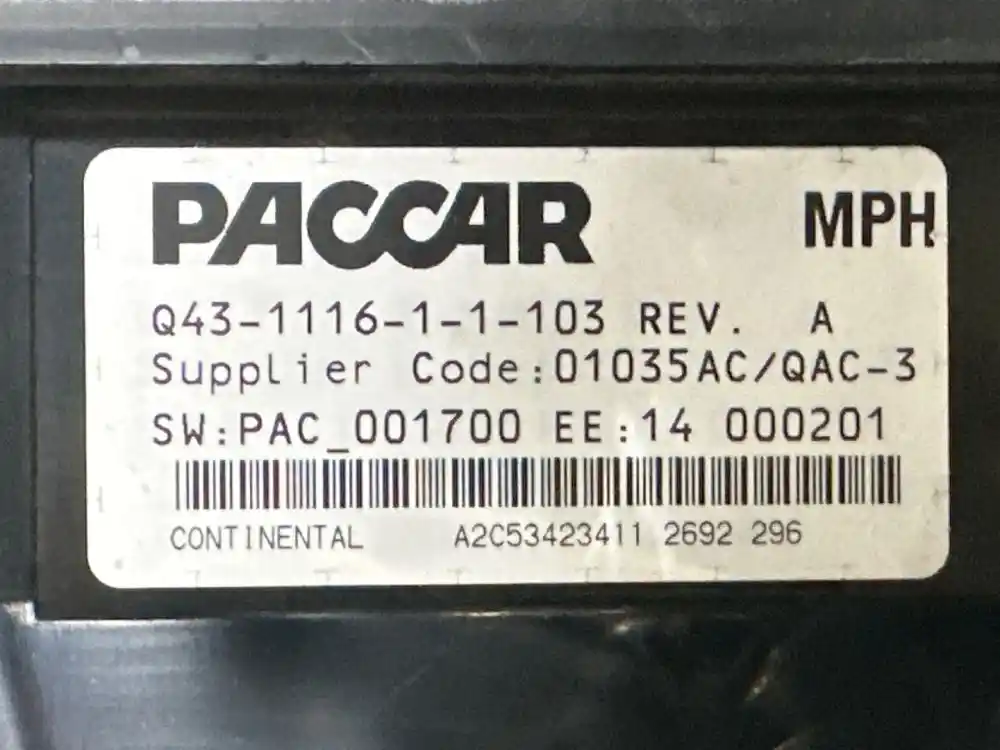 PACCAR MPH
Q43-1116-1-1-103 REV. A
Supplier Code:01035AC/QAC-3
SW:PAC_001700 EE:14 000201
CONTINENTAL A2C53423411 2692 296